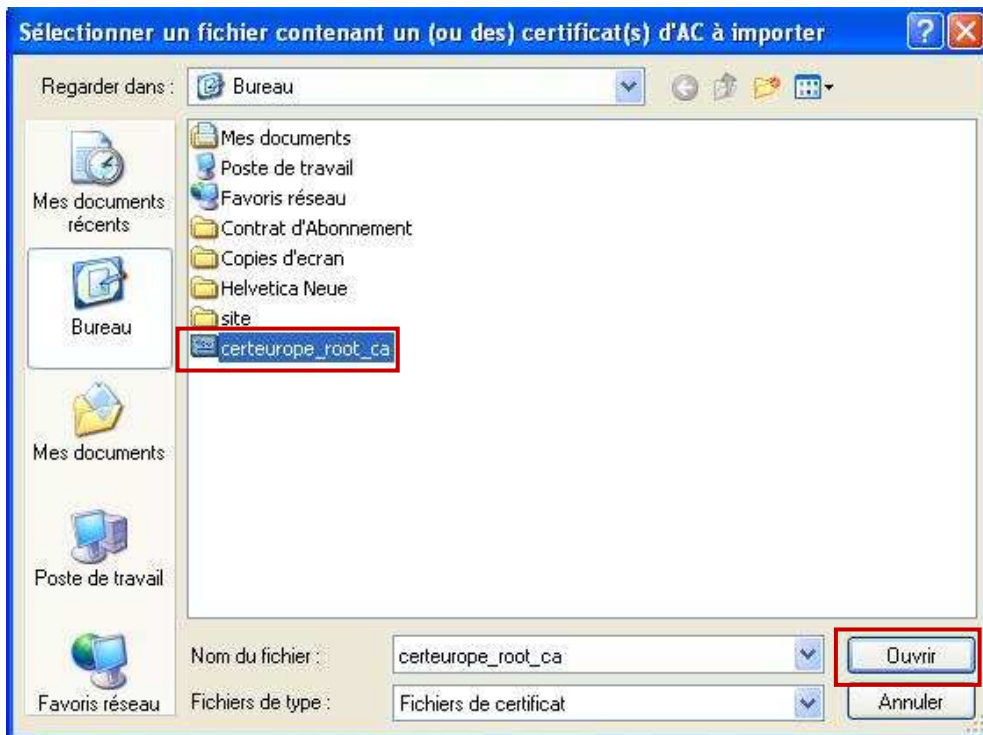 Sélectionner un fichier contenant un (ou des) certificat(s) d'AC à importer
Regarder dans :
Bureau
Mes documents récents
Bureau
Mes documents
Poste de travail
Favoris réseau
Mes documents
Poste de travail
Favoris réseau
Contrat d'Abonnement
Copies d'ecran
Helvetica Neue
site
certeurope_root_ca
Nom du fichier :
certeurope_root_ca
Ouvrir
Fichiers de type :
Fichiers de certificat
Annuler